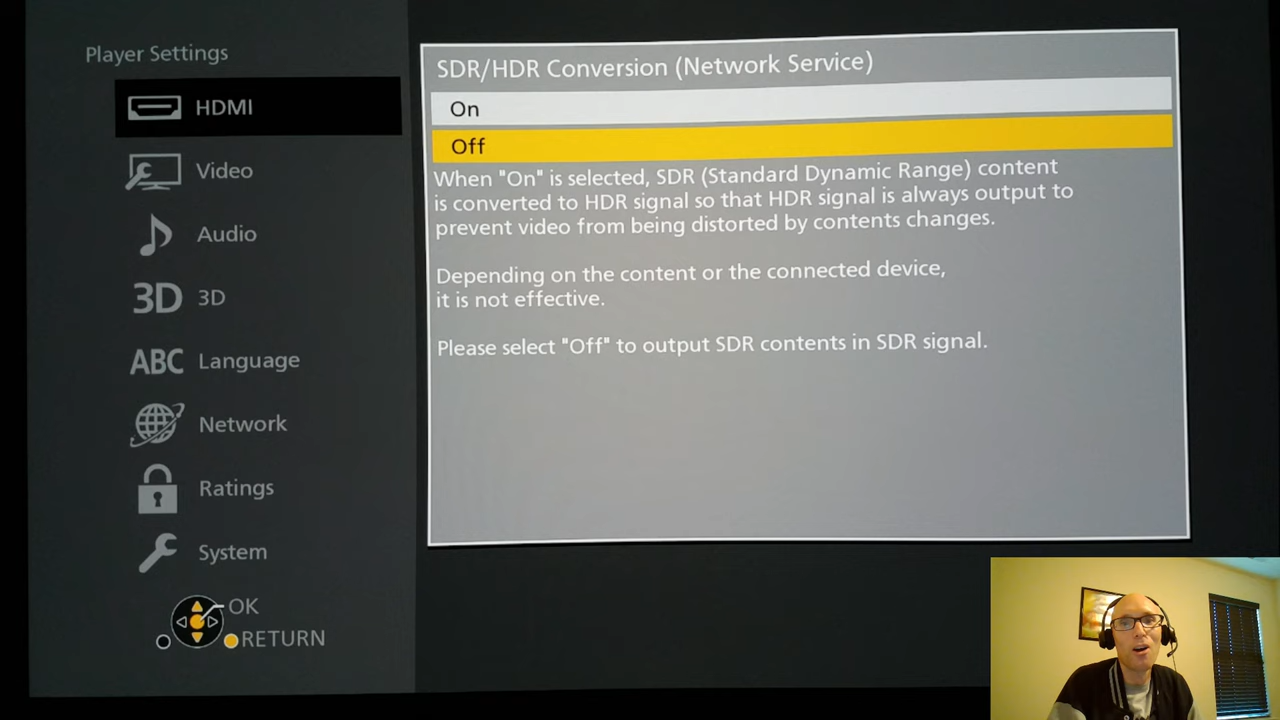 Player Settings
HDMI
Video
Audio
3D 3D
ABC Language
Network
Ratings
System
OK
RETURN
SDR/HDR Conversion (Network Service)
On
Off
When "On" is selected, SDR (Standard Dynamic Range) content
is converted to HDR signal so that HDR signal is always output to
prevent video from being distorted by contents changes.
Depending on the content or the connected device,
it is not effective.
Please select "Off" to output SDR contents in SDR signal.